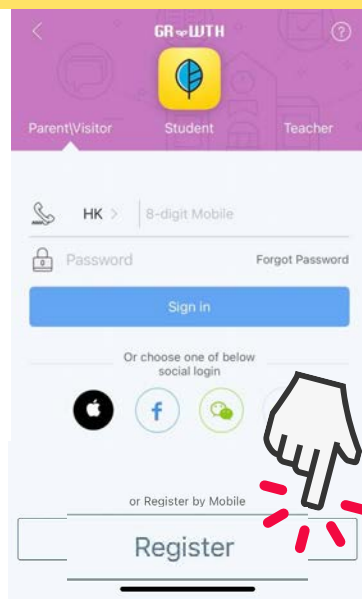 GROWTH
Parent\Visitor Student Teacher
HK > 8-digit Mobile
Password Forgot Password
Sign in
Or choose one of below
social login
or Register by Mobile
Register